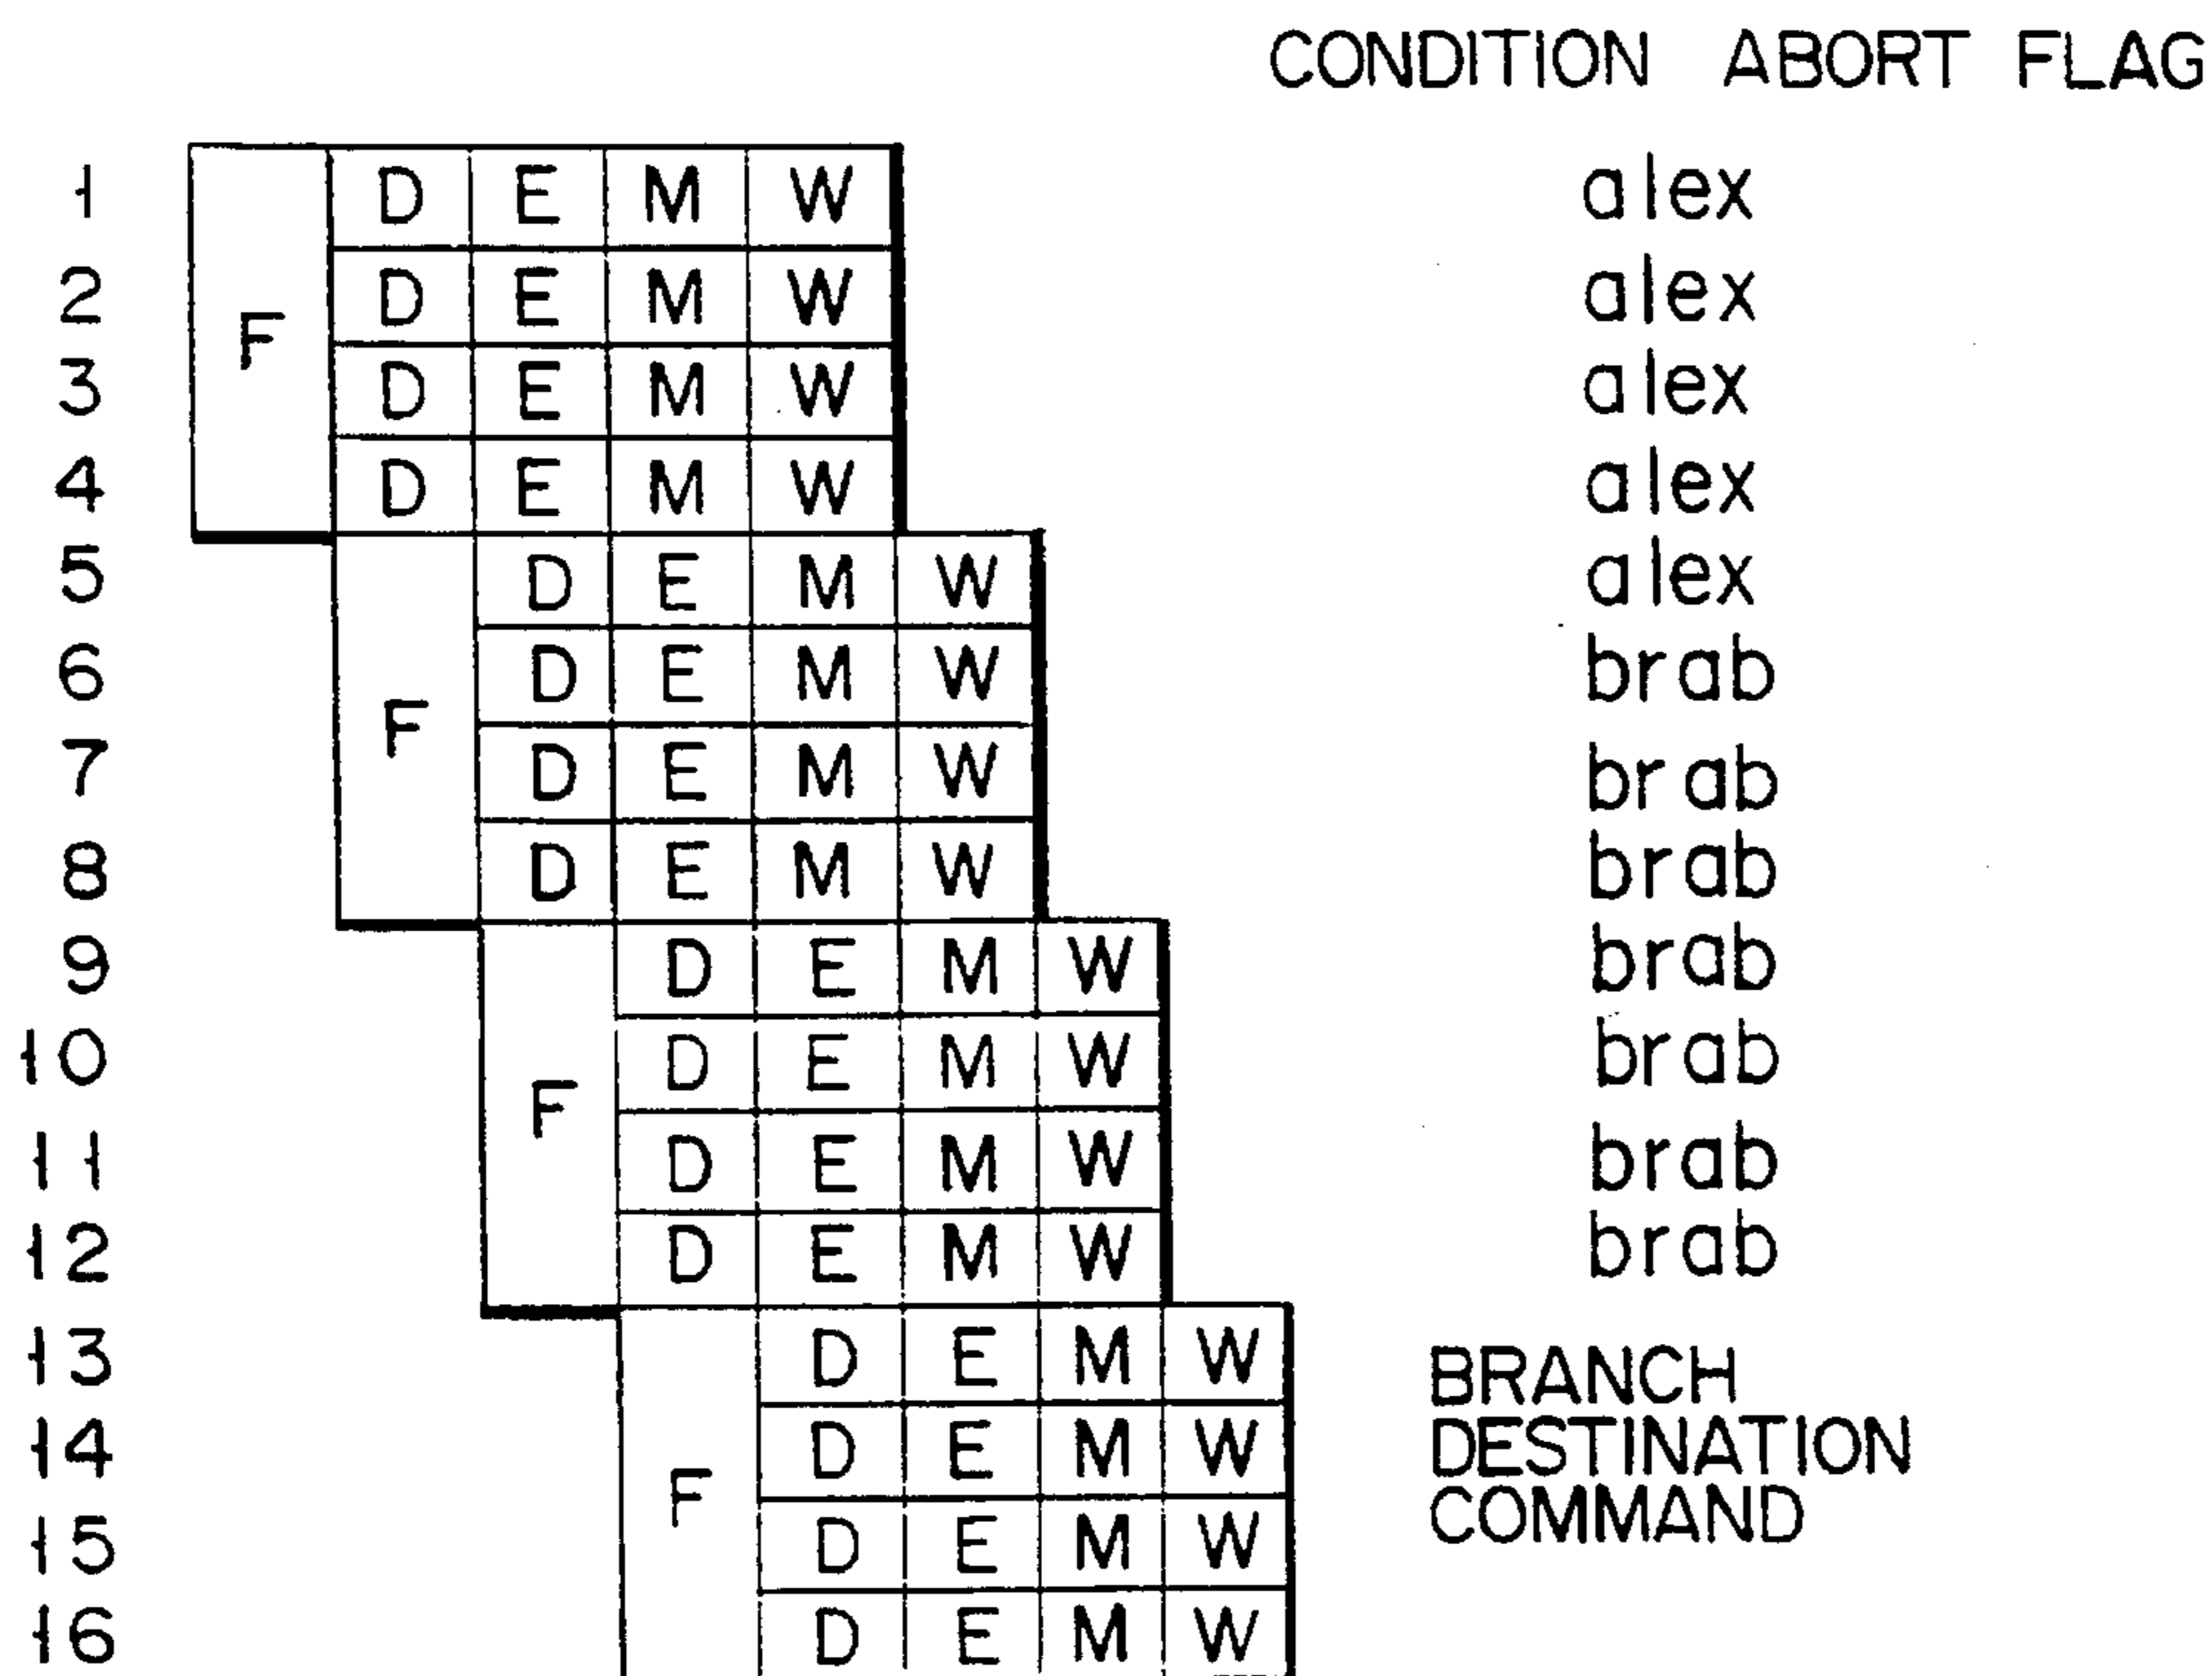 CONDITION ABORT FLAG
1 D E M W alex
2 D E M W alex
F
3 D E M W alex
4 D E M W alex
5 D E M W alex
6 D E M W brab
F
7 D E M W brab
8 D E M W brab
9 D E M W brab
10 D E M W brab
F
11 D E M W brab
12 D E M W brab
13 D E M W BRANCH
14 D E M W DESTINATION
F
15 D E M W COMMAND
16 D E M W